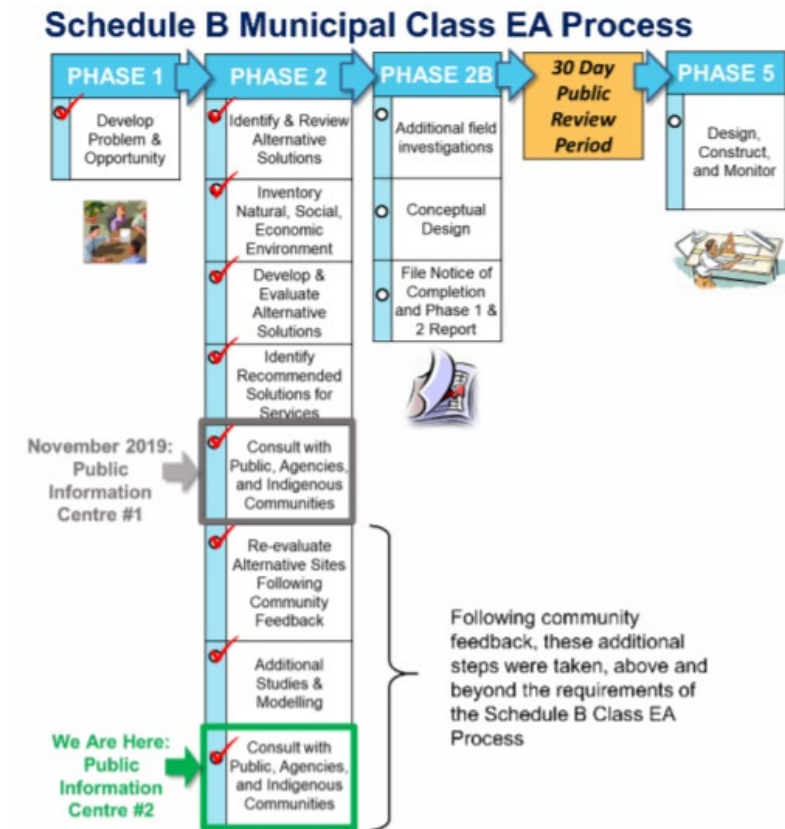 Schedule B Municipal Class EA Process
PHASE 1
Develop
Problem &
Opportunity
PHASE 2
Identify & Review
Alternative
Solutions
Inventory
Natural, Social,
Economic
Environment
Develop &
Evaluate
Alternative
Solutions
Identify
Recommended
Solutions for
Services
November 2019:
Public
Information
Centre #1
Consult with
Public, Agencies,
and Indigenous
Communities
Re-evaluate
Alternative Sites
Following
Community
Feedback
Additional
Studies &
Modelling
We Are Here:
Public
Information
Centre #2
Consult with
Public, Agencies,
and Indigenous
Communities
Following community
feedback, these additional
steps were taken, above and
beyond the requirements of
the Schedule B Class EA
Process
PHASE 2B
Additional field
investigations
Conceptual
Design
File Notice of
Completion
and Phase 1 &
2 Report
30 Day
Public
Review
Period
PHASE 5
Design,
Construct,
and Monitor